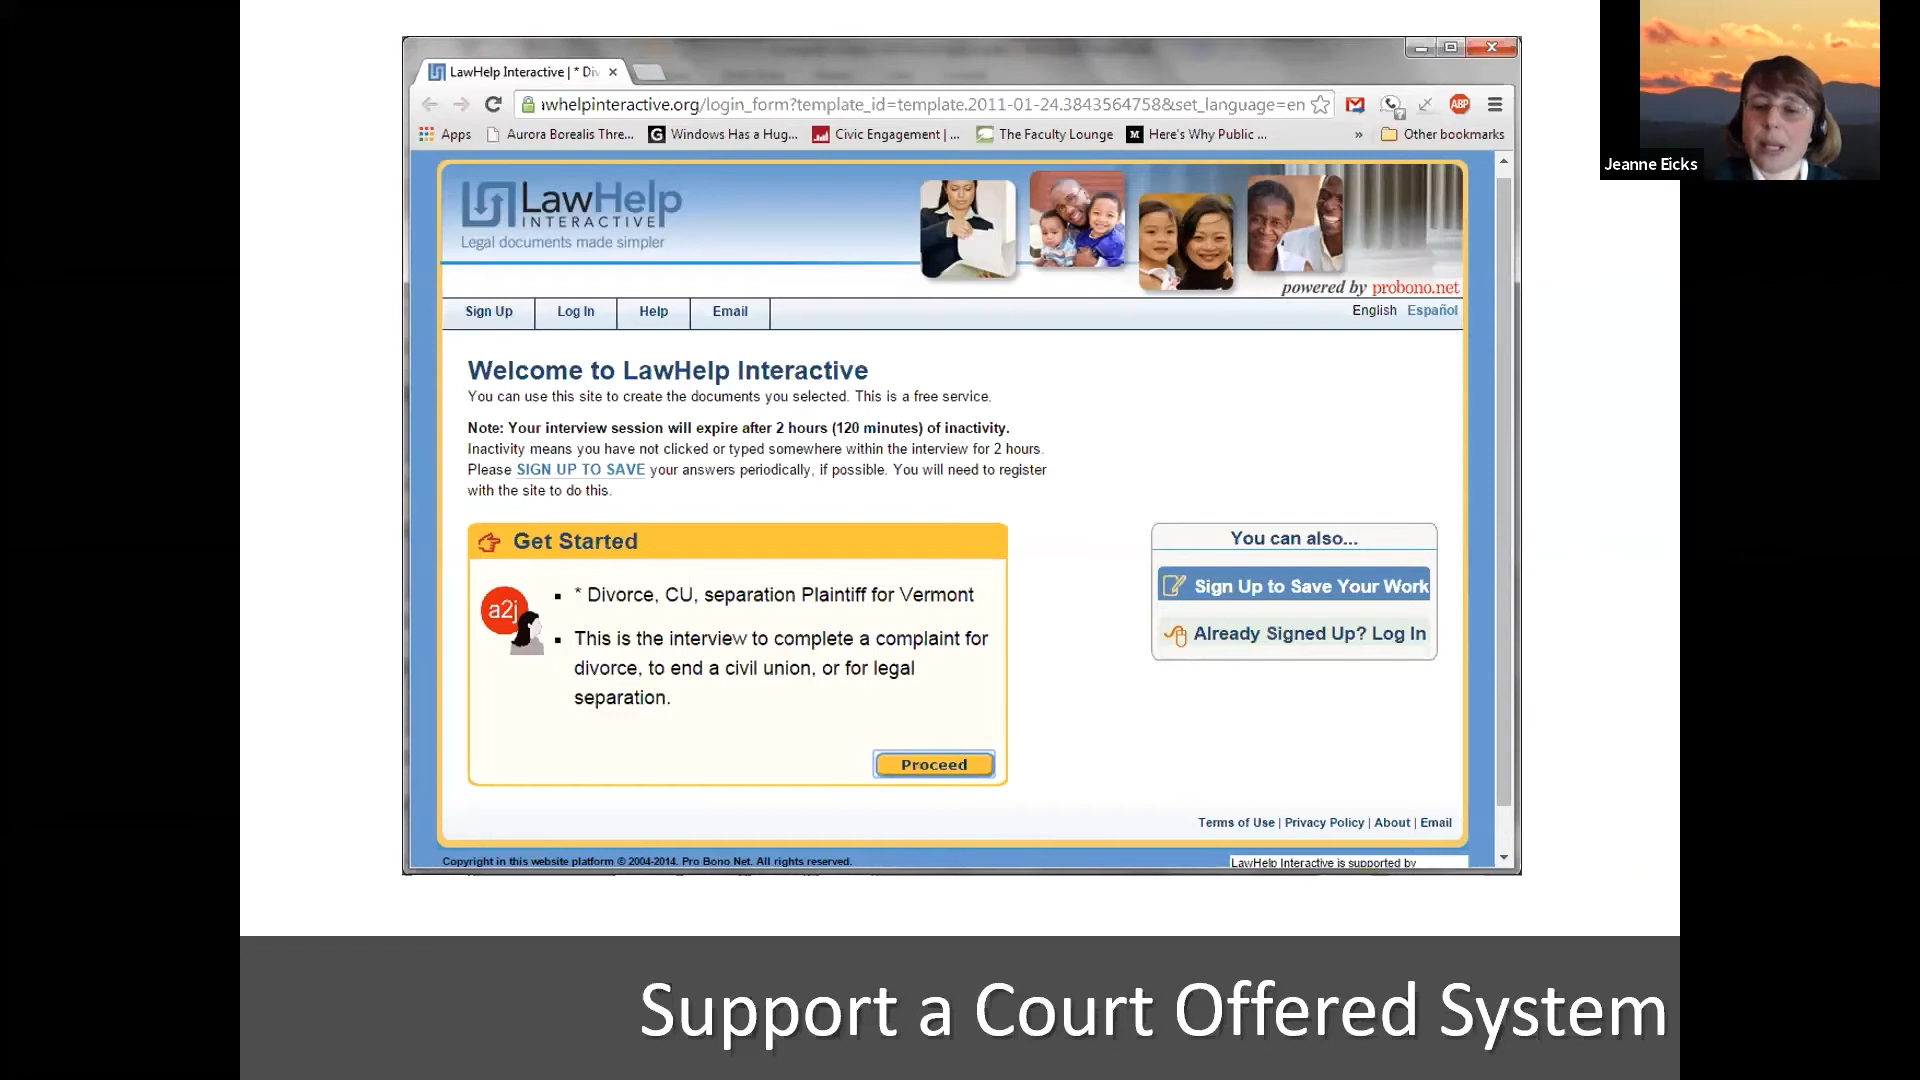 LawHelp Interactive | * Div
whelpinteractive.org/login_form?template_id=template.2011-01-24.3843564758&set_language=en
ABP
Apps
Aurora Borealis Thre...
G
Windows Has a Hug...
Civic Engagement | ...
The Faculty Lounge
M
Here's Why Public ...
»
Other bookmarks
Jeanne Eicks
LawHelp
INTERACTIVE
Legal documents made simpler
powered by probono.net
Sign Up
Log In
Help
Email
English
Español
Welcome to LawHelp Interactive
You can use this site to create the documents you selected. This is a free service.
Note: Your interview session will expire after 2 hours (120 minutes) of inactivity.
Inactivity means you have not clicked or typed somewhere within the interview for 2 hours.
Please SIGN UP TO SAVE your answers periodically, if possible. You will need to register
with the site to do this.
Get Started
a2j
* Divorce, CU, separation Plaintiff for Vermont
This is the interview to complete a complaint for
divorce, to end a civil union, or for legal
separation.
Proceed
You can also...
Sign Up to Save Your Work
Already Signed Up? Log In
Terms of Use | Privacy Policy | About | Email
Copyright in this website platform © 2004-2014. Pro Bono Net. All rights reserved.
LawHelp Interactive is supported by
Support a Court Offered System